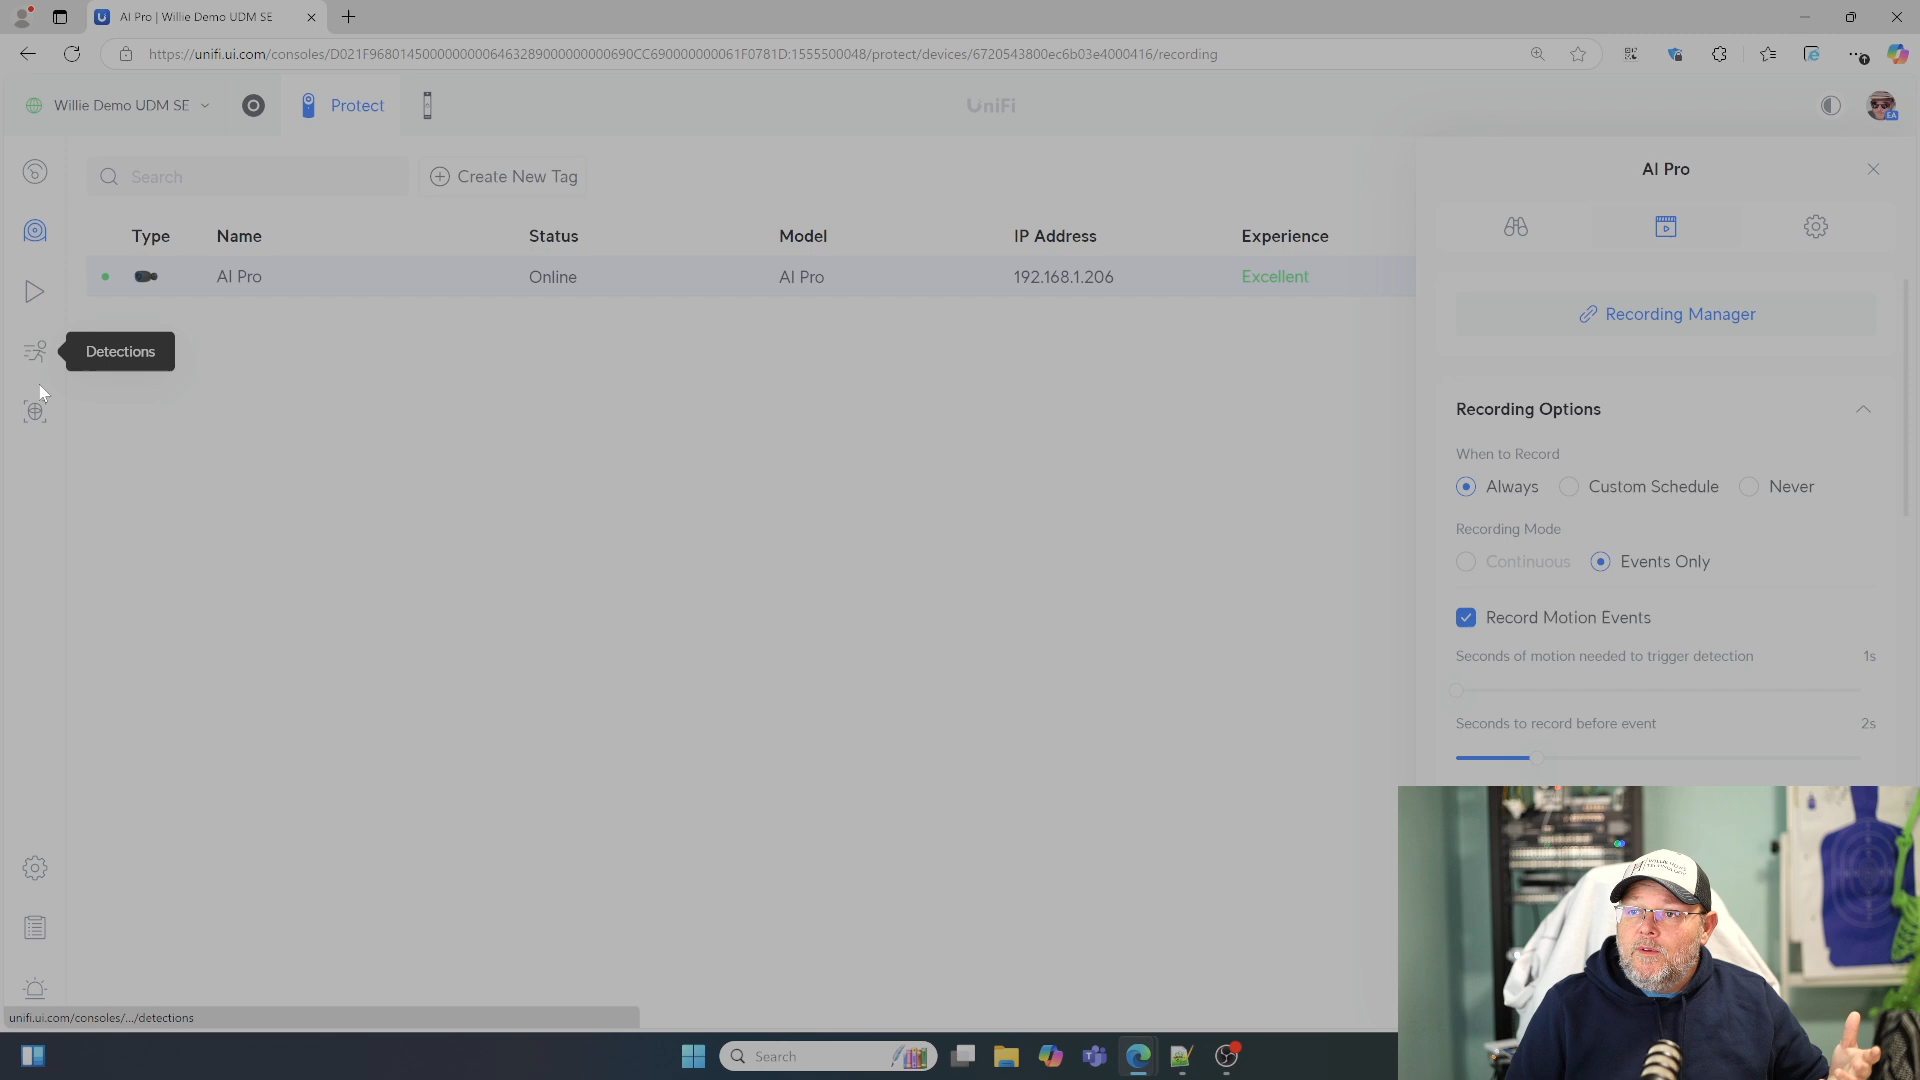 AI Pro | Willie Demo UDM SE
https://unifi.ui.com/consoles/D021F96801450000000006463289000000000690CC690000000061F0781D:1555500048/protect/devices/6720543800ec6b03e4000416/recording
Willie Demo UDM SE
Protect
UniFi
EA
Search
Create New Tag
AI Pro
Type Name Status Model IP Address Experience
AI Pro Online AI Pro 192.168.1.206 Excellent
Recording Manager
Detections
Recording Options
When to Record
Always Custom Schedule Never
Recording Mode
Continuous Events Only
Record Motion Events
Seconds of motion needed to trigger detection 1s
Seconds to record before event 2s
unifi.ui.com/consoles/.../detections
Search